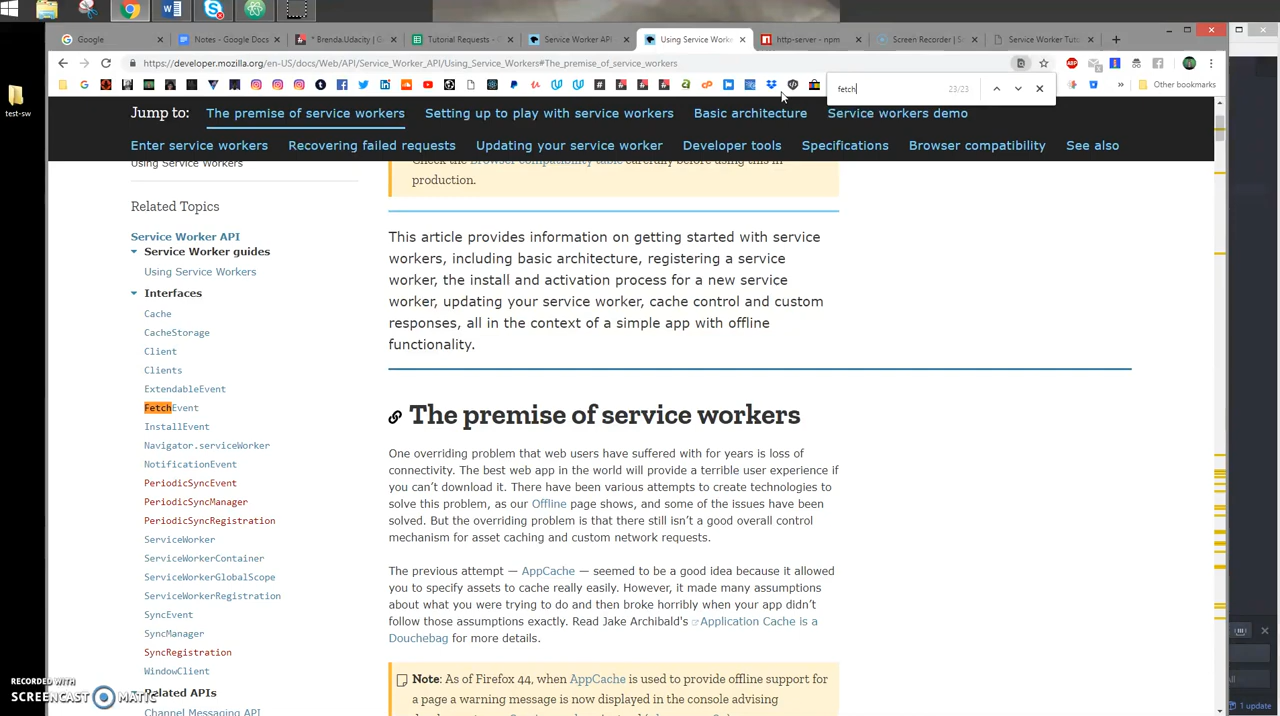 Google
Notes - Google Docs
* Brenda.Udacity | G
Tutorial Requests -
Service Worker API
Using Service Worke
http-server - npm
Screen Recorder | S
Service Worker Tut
https://developer.mozilla.org/en-US/docs/Web/API/Service_Worker_API/Using_Service_Workers#The_premise_of_service_workers
Other bookmarks
fetch
23/23
test-sw
Jump to:
The premise of service workers
Setting up to play with service workers
Basic architecture
Service workers demo
Enter service workers
Recovering failed requests
Updating your service worker
Developer tools
Specifications
Browser compatibility
See also
Using Service Workers
Related Topics
Service Worker API
Service Worker guides
Using Service Workers
Interfaces
Cache
CacheStorage
Client
Clients
ExtendableEvent
FetchEvent
InstallEvent
Navigator.serviceWorker
NotificationEvent
PeriodicSyncEvent
PeriodicSyncManager
PeriodicSyncRegistration
ServiceWorker
ServiceWorkerContainer
ServiceWorkerGlobalScope
ServiceWorkerRegistration
SyncEvent
SyncManager
SyncRegistration
WindowClient
Related APIs
Channel Messaging API
Check the browser compatibility table carefully before using this in
production.
This article provides information on getting started with service
workers, including basic architecture, registering a service
worker, the install and activation process for a new service
worker, updating your service worker, cache control and custom
responses, all in the context of a simple app with offline
functionality.
The premise of service workers
One overriding problem that web users have suffered with for years is loss of
connectivity. The best web app in the world will provide a terrible user experience if
you can't download it. There have been various attempts to create technologies to
solve this problem, as our Offline page shows, and some of the issues have been
solved. But the overriding problem is that there still isn't a good overall control
mechanism for asset caching and custom network requests.
The previous attempt — AppCache — seemed to be a good idea because it allowed
you to specify assets to cache really easily. However, it made many assumptions
about what you were trying to do and then broke horribly when your app didn't
follow those assumptions exactly. Read Jake Archibald's Application Cache is a
Douchebag for more details.
Note: As of Firefox 44, when AppCache is used to provide offline support for
a page a warning message is now displayed in the console advising
RECORDED WITH
SCREENCAST MATIC
1 update